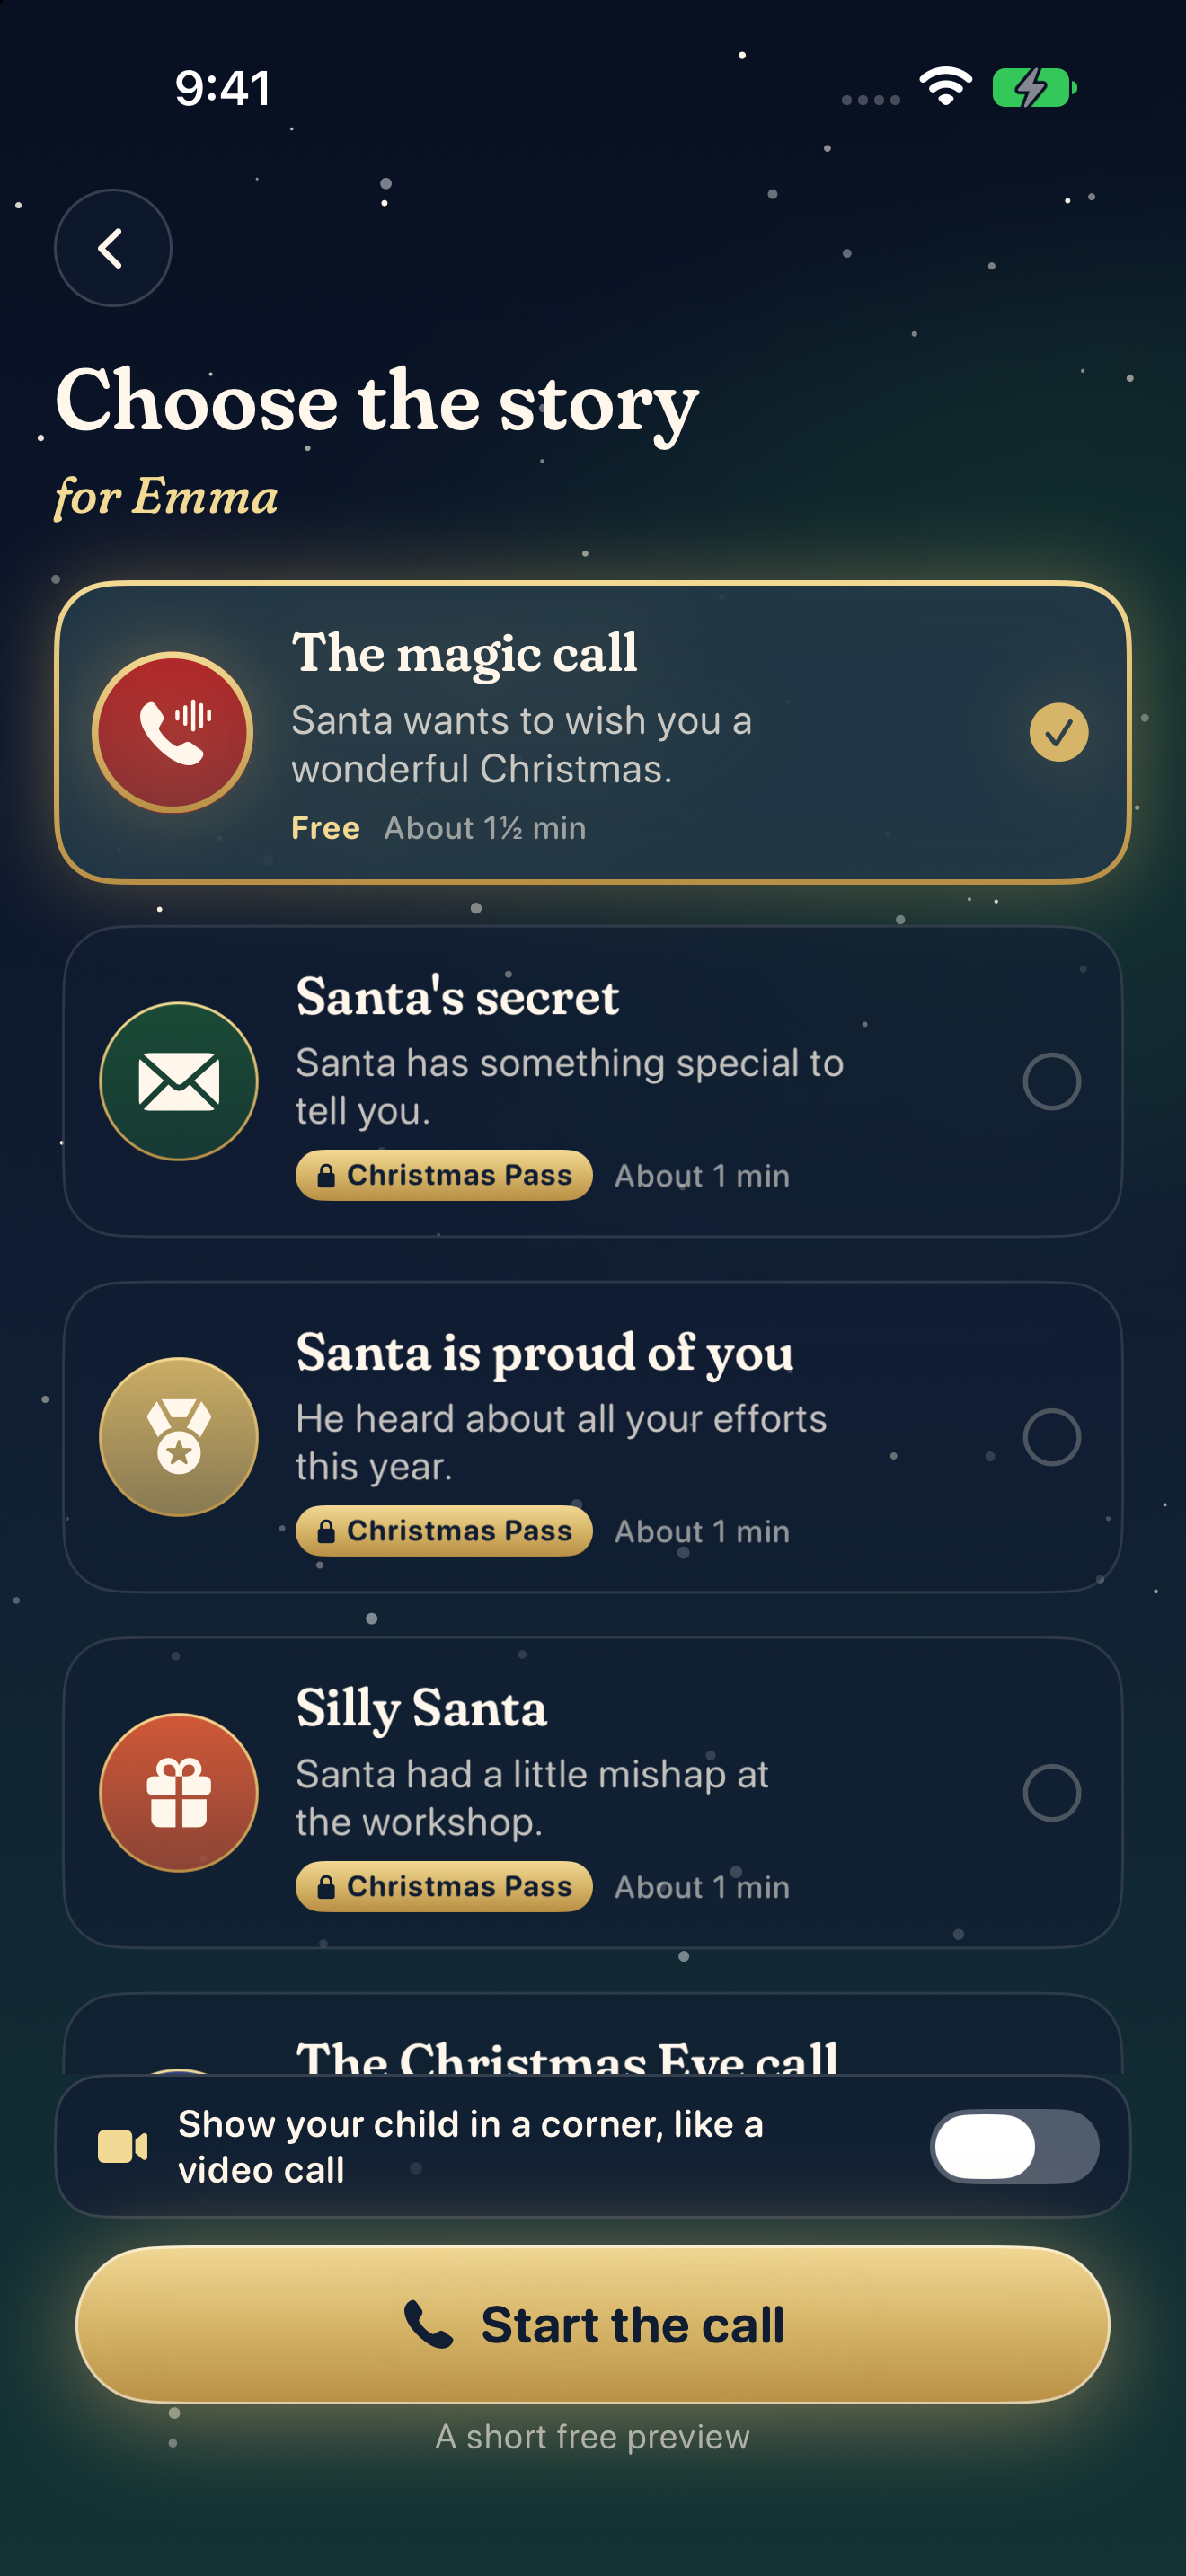 9:41
Choose the story
for Emma
The magic call
Santa wants to wish you a
wonderful Christmas.
Free About 1½ min
Santa's secret
Santa has something special to
tell you.
Christmas Pass About 1 min
Santa is proud of you
He heard about all your efforts
this year.
Christmas Pass About 1 min
Silly Santa
Santa had a little mishap at
the workshop.
Christmas Pass About 1 min
The Christmas Eve call
Show your child in a corner, like a
video call
Start the call
A short free preview